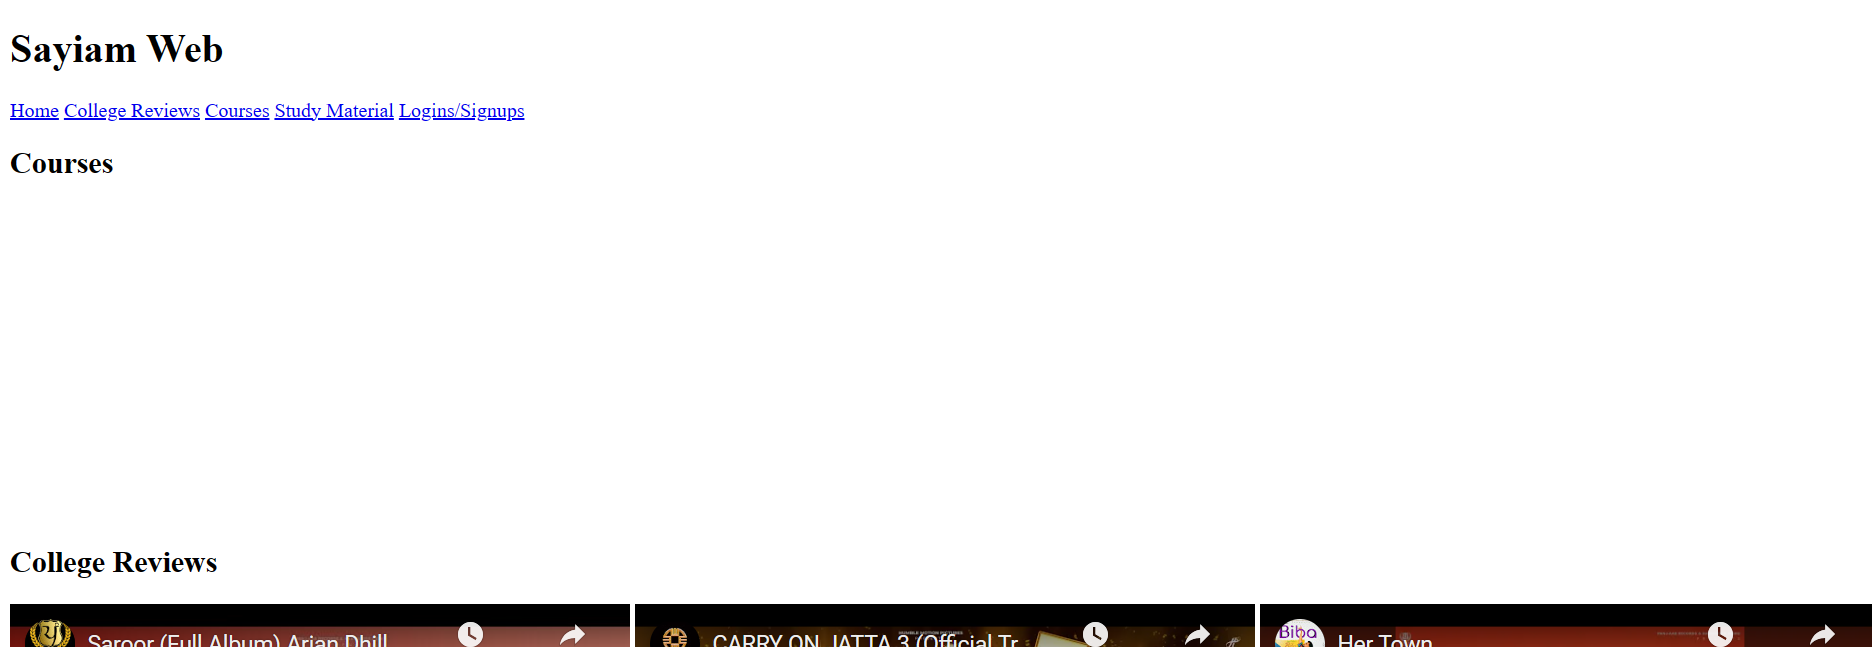 Sayiam Web
Home College Reviews Courses Study Material Logins/Signups
Courses
College Reviews
Saroor (Full Album) Arjan Dhill
CARRY ON JATTA 3 (Official Tr
Biba
Her Town